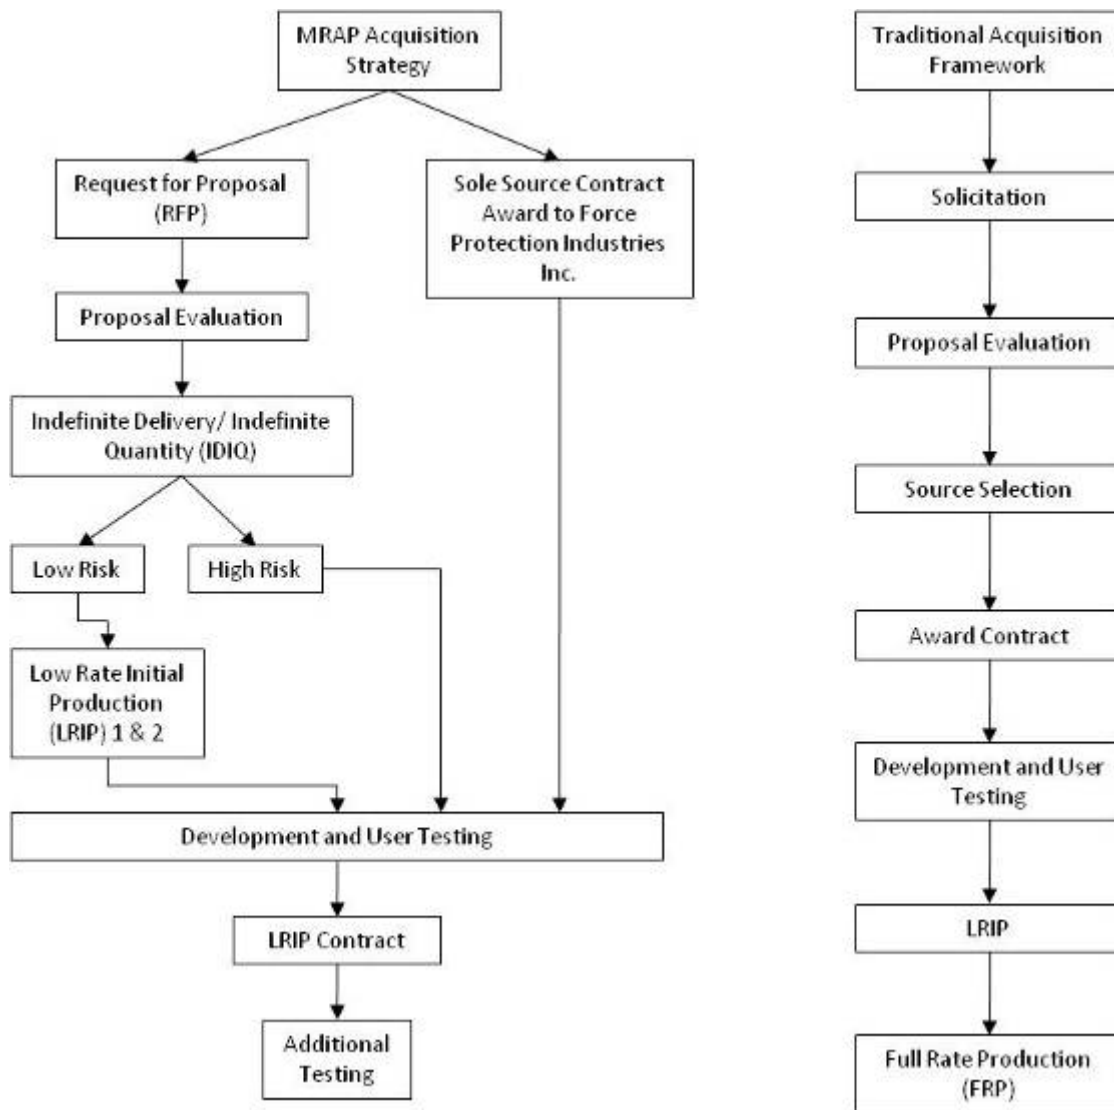 MRAP Acquisition
Strategy
Request for Proposal
(RFP)
Sole Source Contract
Award to Force
Protection Industries
Inc.
Proposal Evaluation
Indefinite Delivery/ Indefinite
Quantity (IDIQ)
Low Risk
High Risk
Low Rate Initial
Production
(LRIP) 1 & 2
Development and User Testing
LRIP Contract
Additional
Testing
Traditional Acquisition
Framework
Solicitation
Proposal Evaluation
Source Selection
Award Contract
Development and User
Testing
LRIP
Full Rate Production
(FRP)